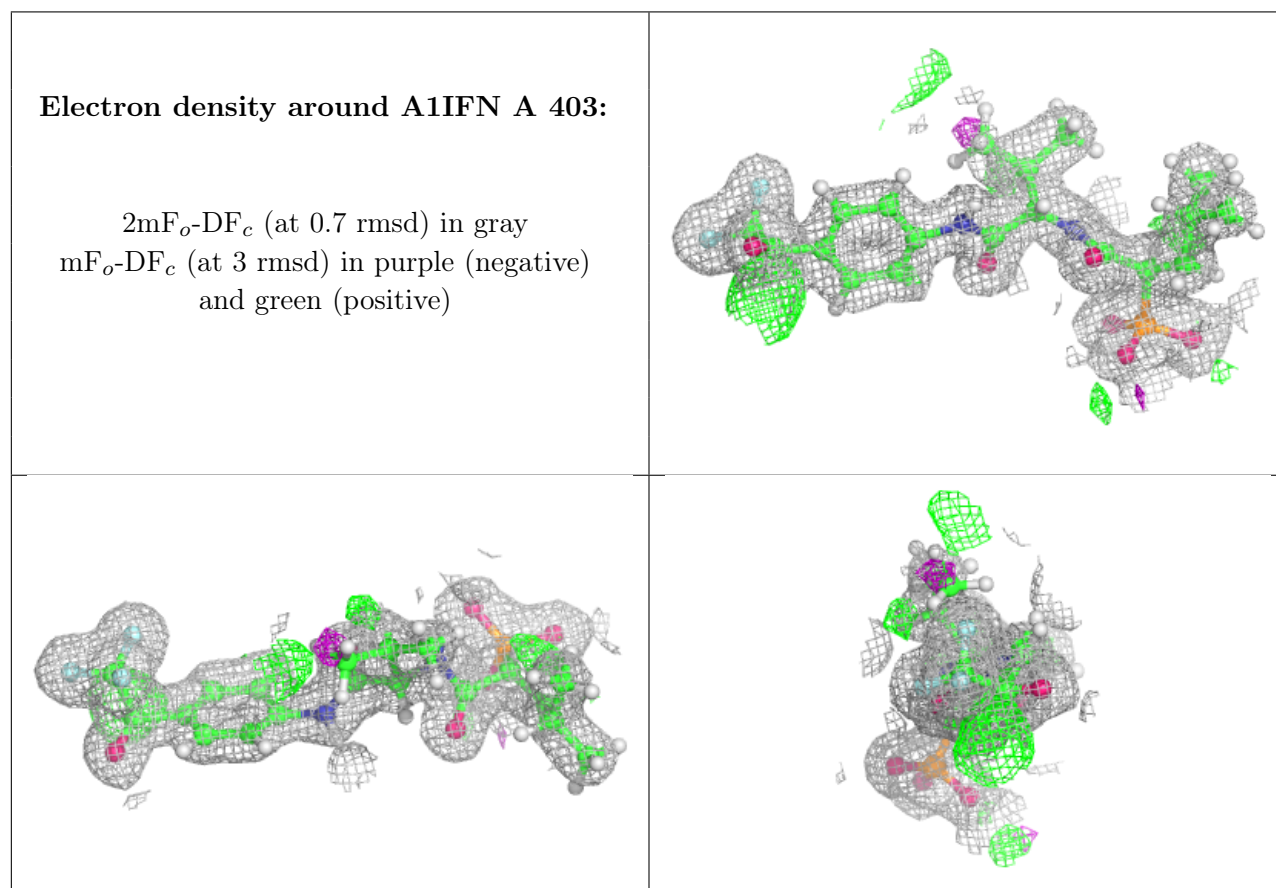 Electron density around A1IFN A 403:
2mFₒ-DF𝒸 (at 0.7 rmsd) in gray
mFₒ-DF𝒸 (at 3 rmsd) in purple (negative)
and green (positive)